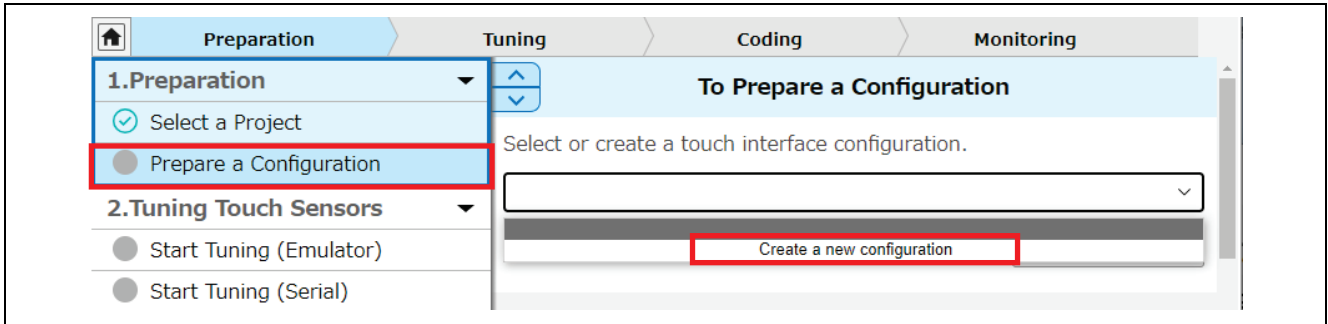 Preparation
Tuning
Coding
Monitoring
1.Preparation
Select a Project
Prepare a Configuration
2.Tuning Touch Sensors
Start Tuning (Emulator)
Start Tuning (Serial)
To Prepare a Configuration
Select or create a touch interface configuration.
Create a new configuration